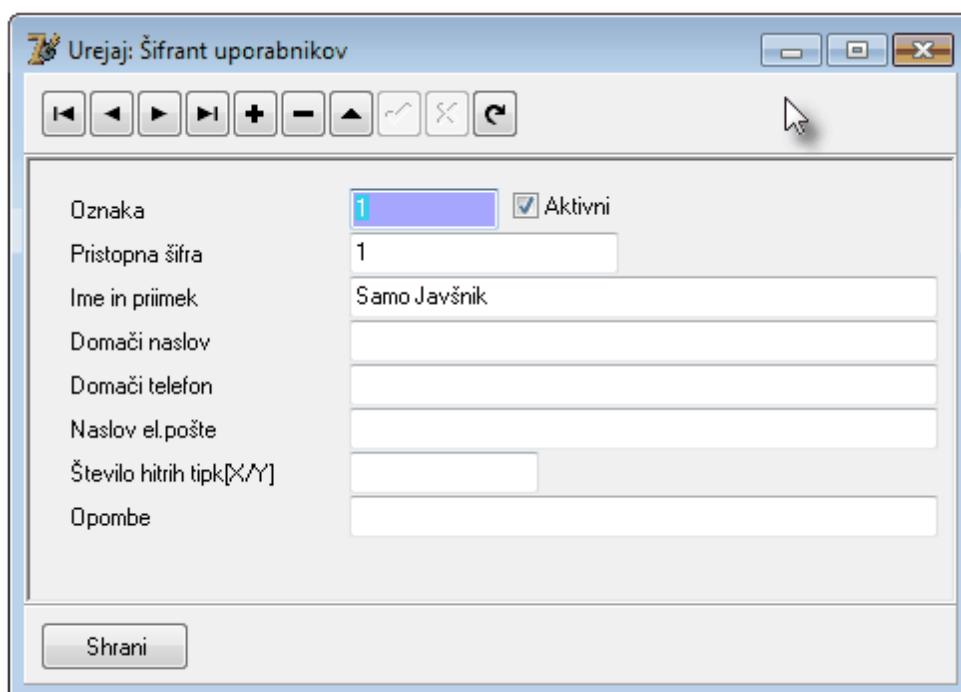 Urejaj: Šifrant uporabnikov
Oznaka 1 Aktivni
Pristopna šifra 1
Ime in priimek Samo Javšnik
Domači naslov
Domači telefon
Naslov el.pošte
Število hitrih tipk[X/Y]
Opombe
Shrani